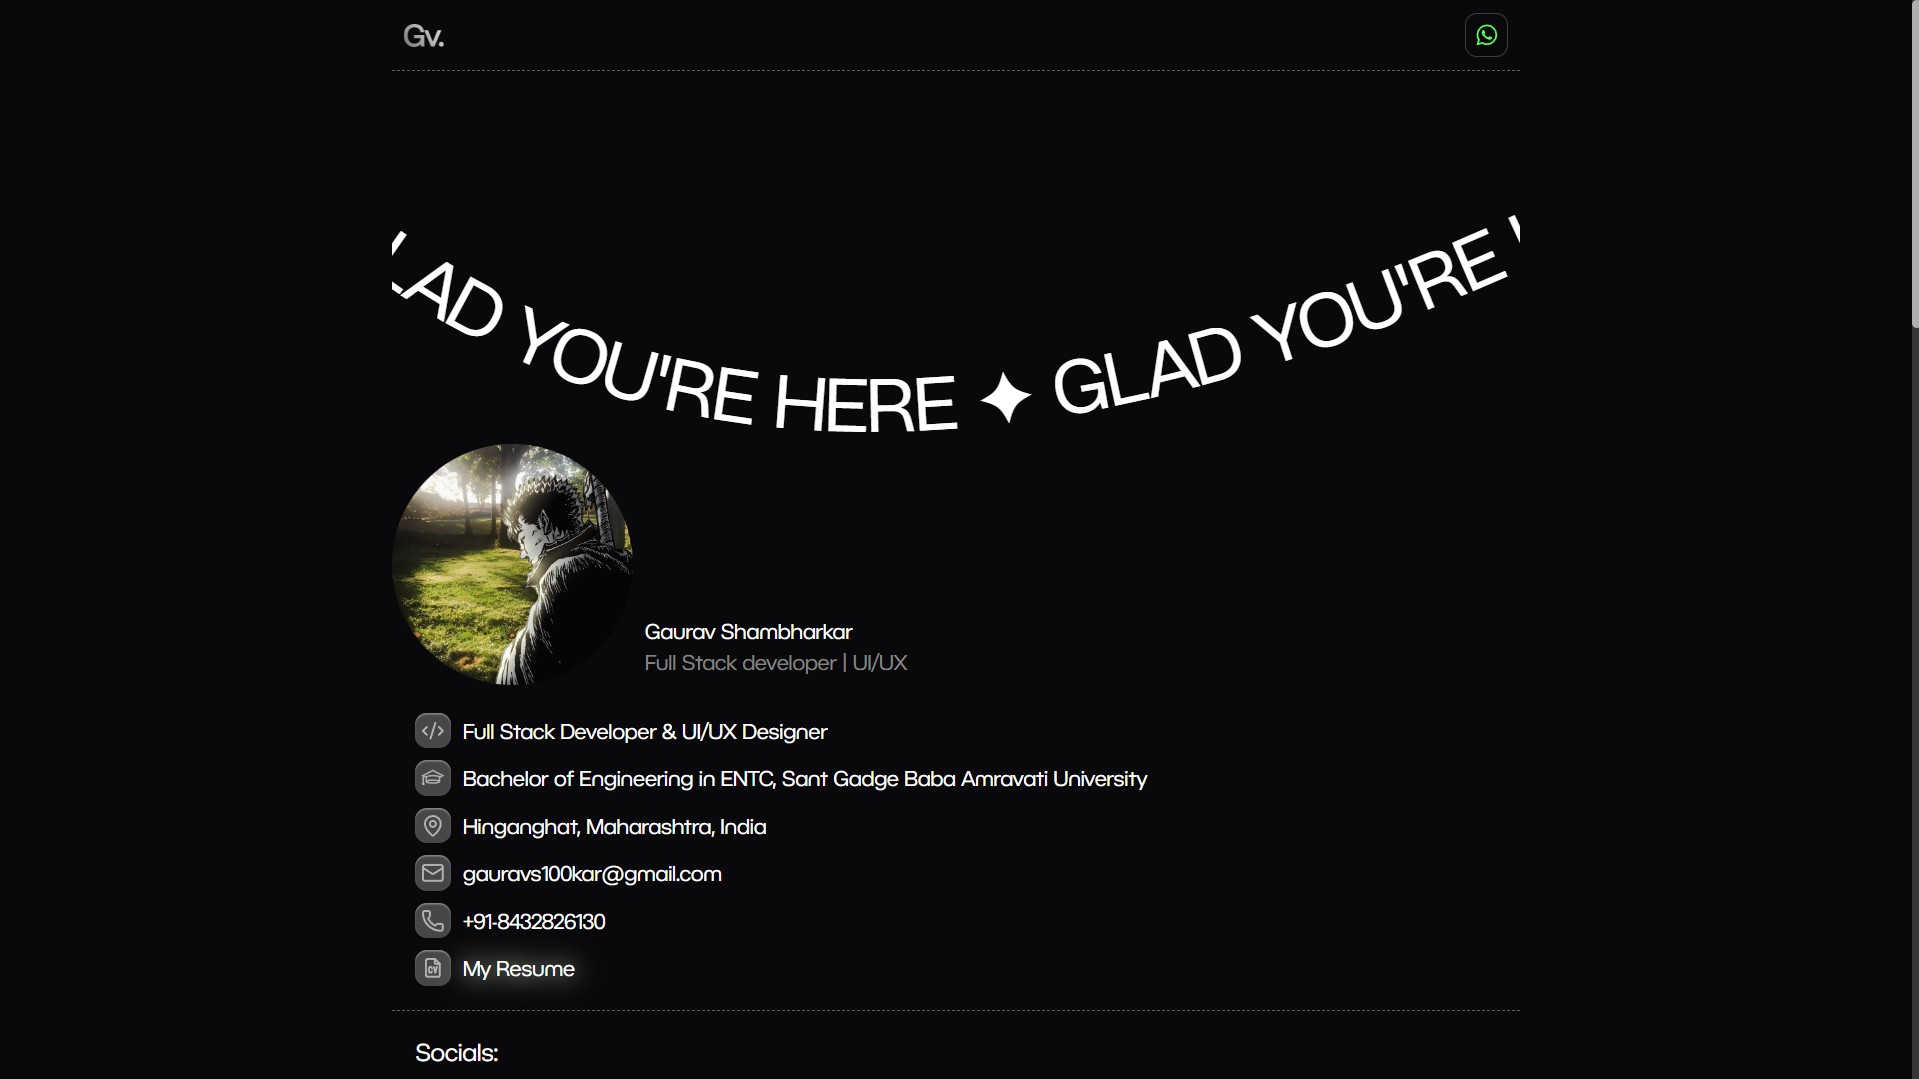 Gv.
LAD YOU'RE HERE ✦ GLAD YOU'RE
Gaurav Shambharkar
Full Stack developer | UI/UX
Full Stack Developer & UI/UX Designer
Bachelor of Engineering in ENTC, Sant Gadge Baba Amravati University
Hinganghat, Maharashtra, India
gauravs100kar@gmail.com
+91-8432826130
CV
My Resume
Socials: